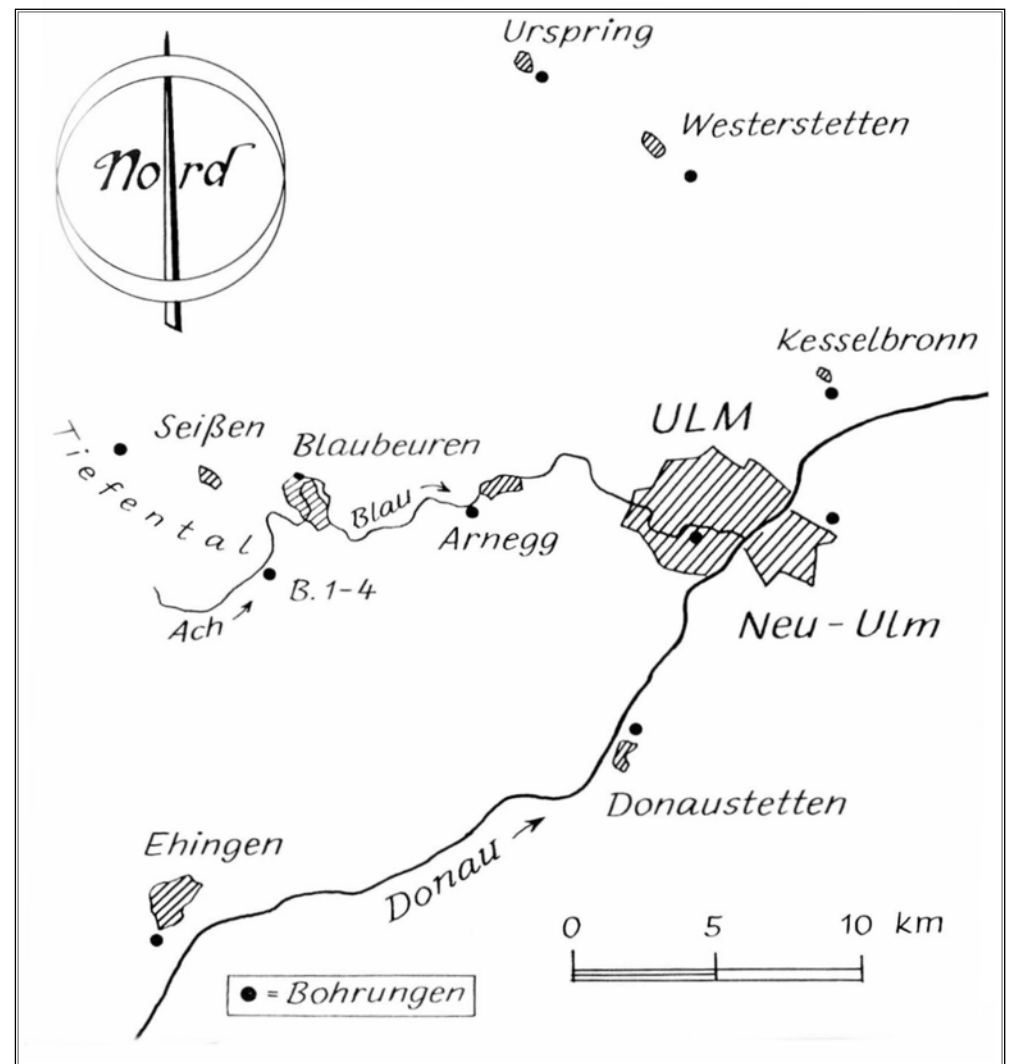 Urspring
Westerstetten
Nord
Kesselbronn
ULM
Seißen
Blaubeuren
Tiefental
Blau
Arnegg
B. 1-4
Ach
Neu-Ulm
Donaustetten
Ehingen
Donau
0 5 10 km
= Bohrungen